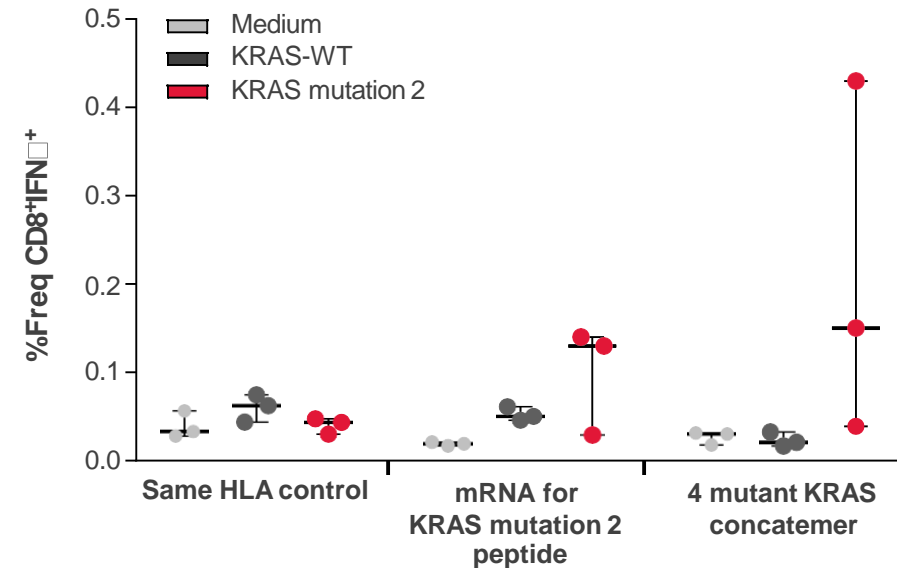 Medium
KRAS-WT
KRAS mutation 2
%Freq CD8⁺IFN□⁺
0.5
0.4
0.3
0.2
0.1
0.0
Same HLA control
mRNA for
KRAS mutation 2
peptide
4 mutant KRAS
concatemer